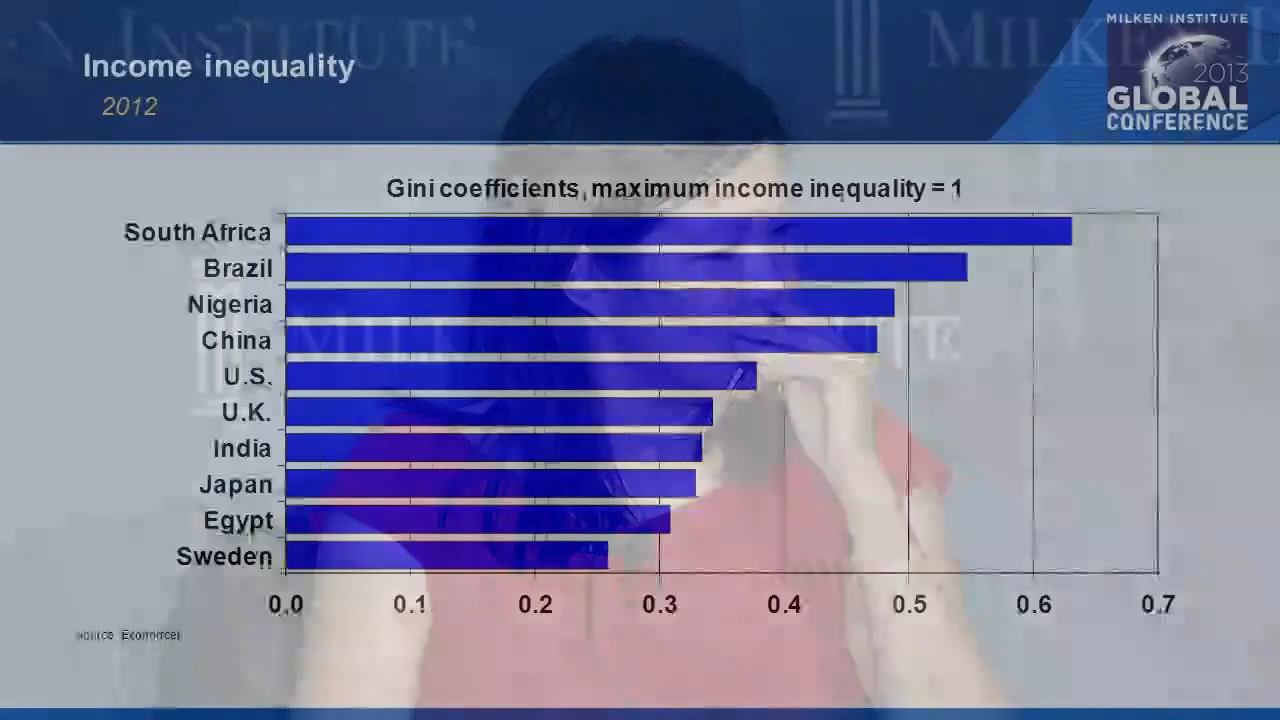 MILKEN INSTITUTE
2013
GLOBAL
CONFERENCE
Income inequality
2012
Gini coefficients, maximum income inequality = 1
South Africa
Brazil
Nigeria
China
U.S.
U.K.
India
Japan
Egypt
Sweden
0.0 0.1 0.2 0.3 0.4 0.5 0.6 0.7
INSTITUTE